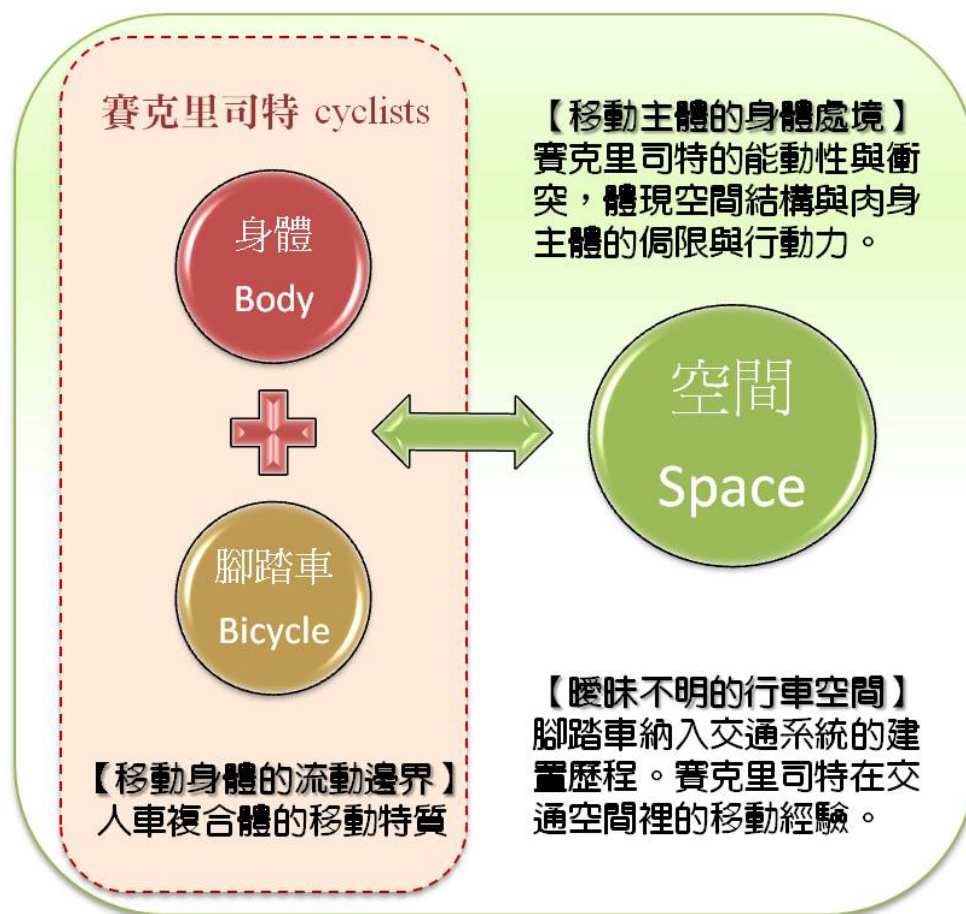 賽克里司特 cyclists
身體
Body
腳踏車
Bicycle
【移動身體的流動邊界】
人車複合體的移動特質
【移動主體的身體處境】
賽克里司特的能動性與衝
突，體現空間結構與肉身
主體的侷限與行動力。
空間
Space
【曖昧不明的行車空間】
腳踏車納入交通系統的建
置歷程。賽克里司特在交
通空間裡的移動經驗。